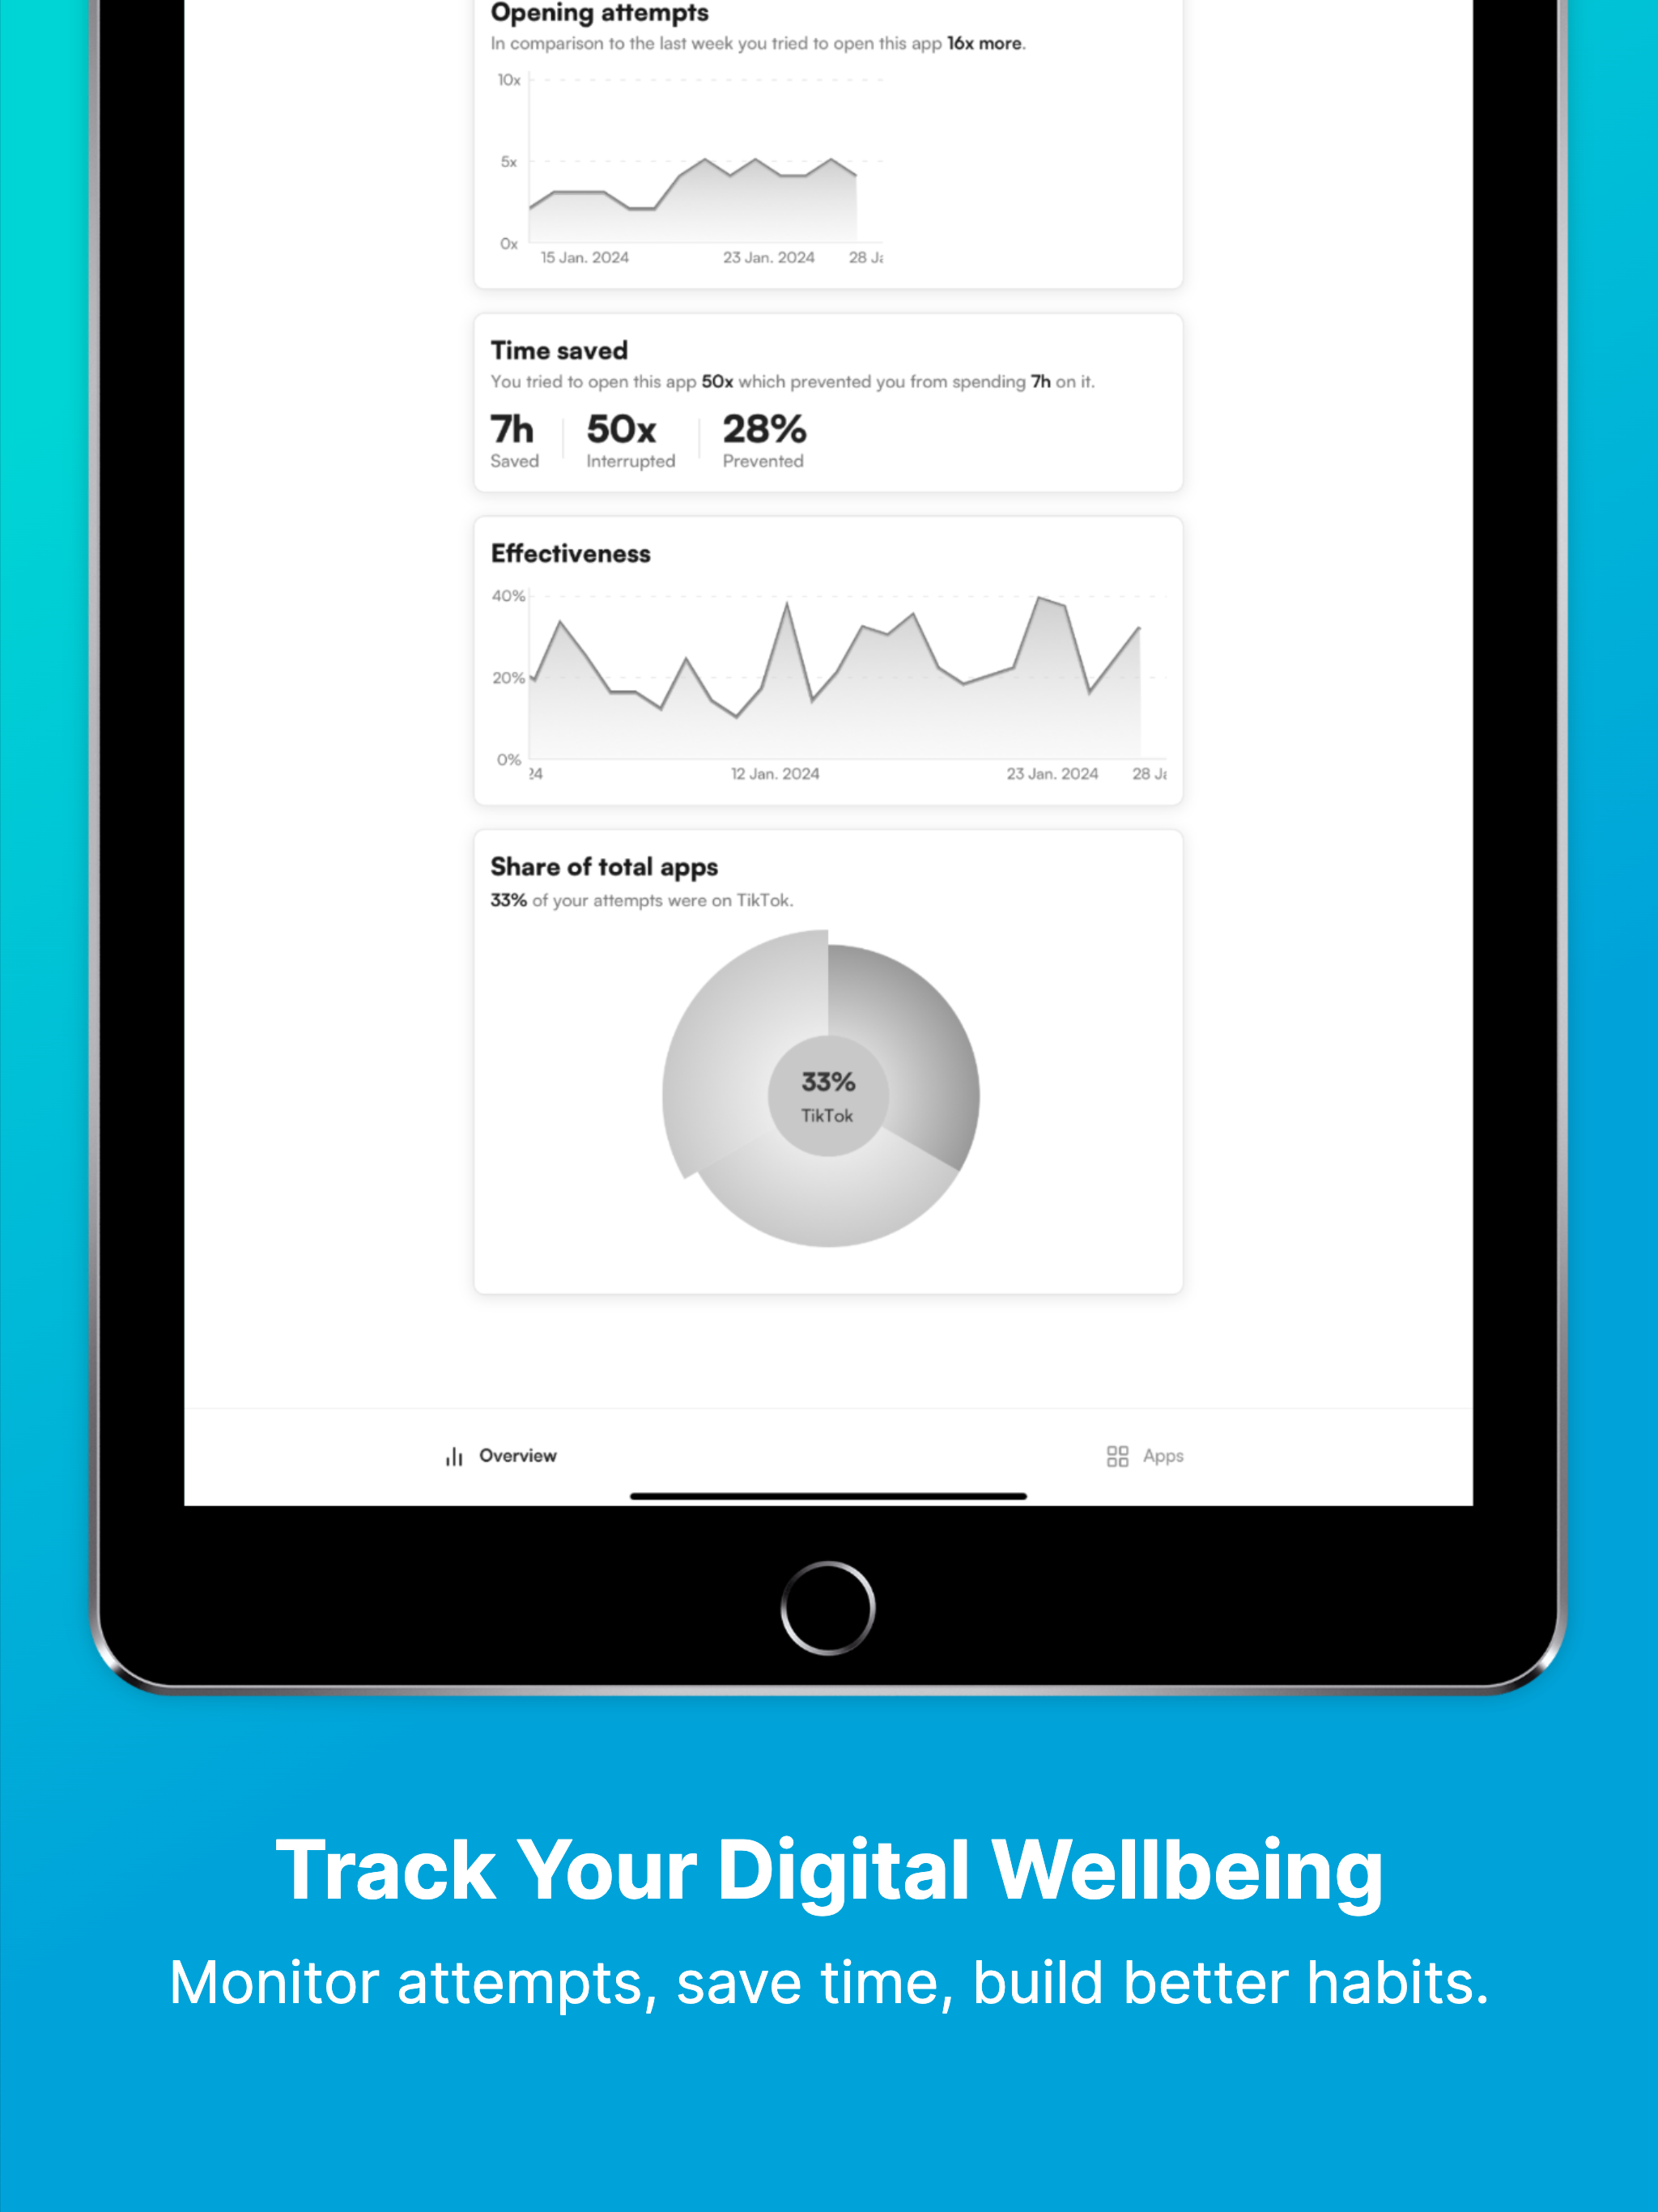 Opening attempts
In comparison to the last week you tried to open this app 16x more.
10x
5x
0x
15 Jan. 2024 23 Jan. 2024 28 Ja
Time saved
You tried to open this app 50x which prevented you from spending 7h on it.
7h 50x 28%
Saved Interrupted Prevented
Effectiveness
40%
20%
0%
24 12 Jan. 2024 23 Jan. 2024 28 Ja
Share of total apps
33% of your attempts were on TikTok.
33%
TikTok
Overview Apps
Track Your Digital Wellbeing
Monitor attempts, save time, build better habits.